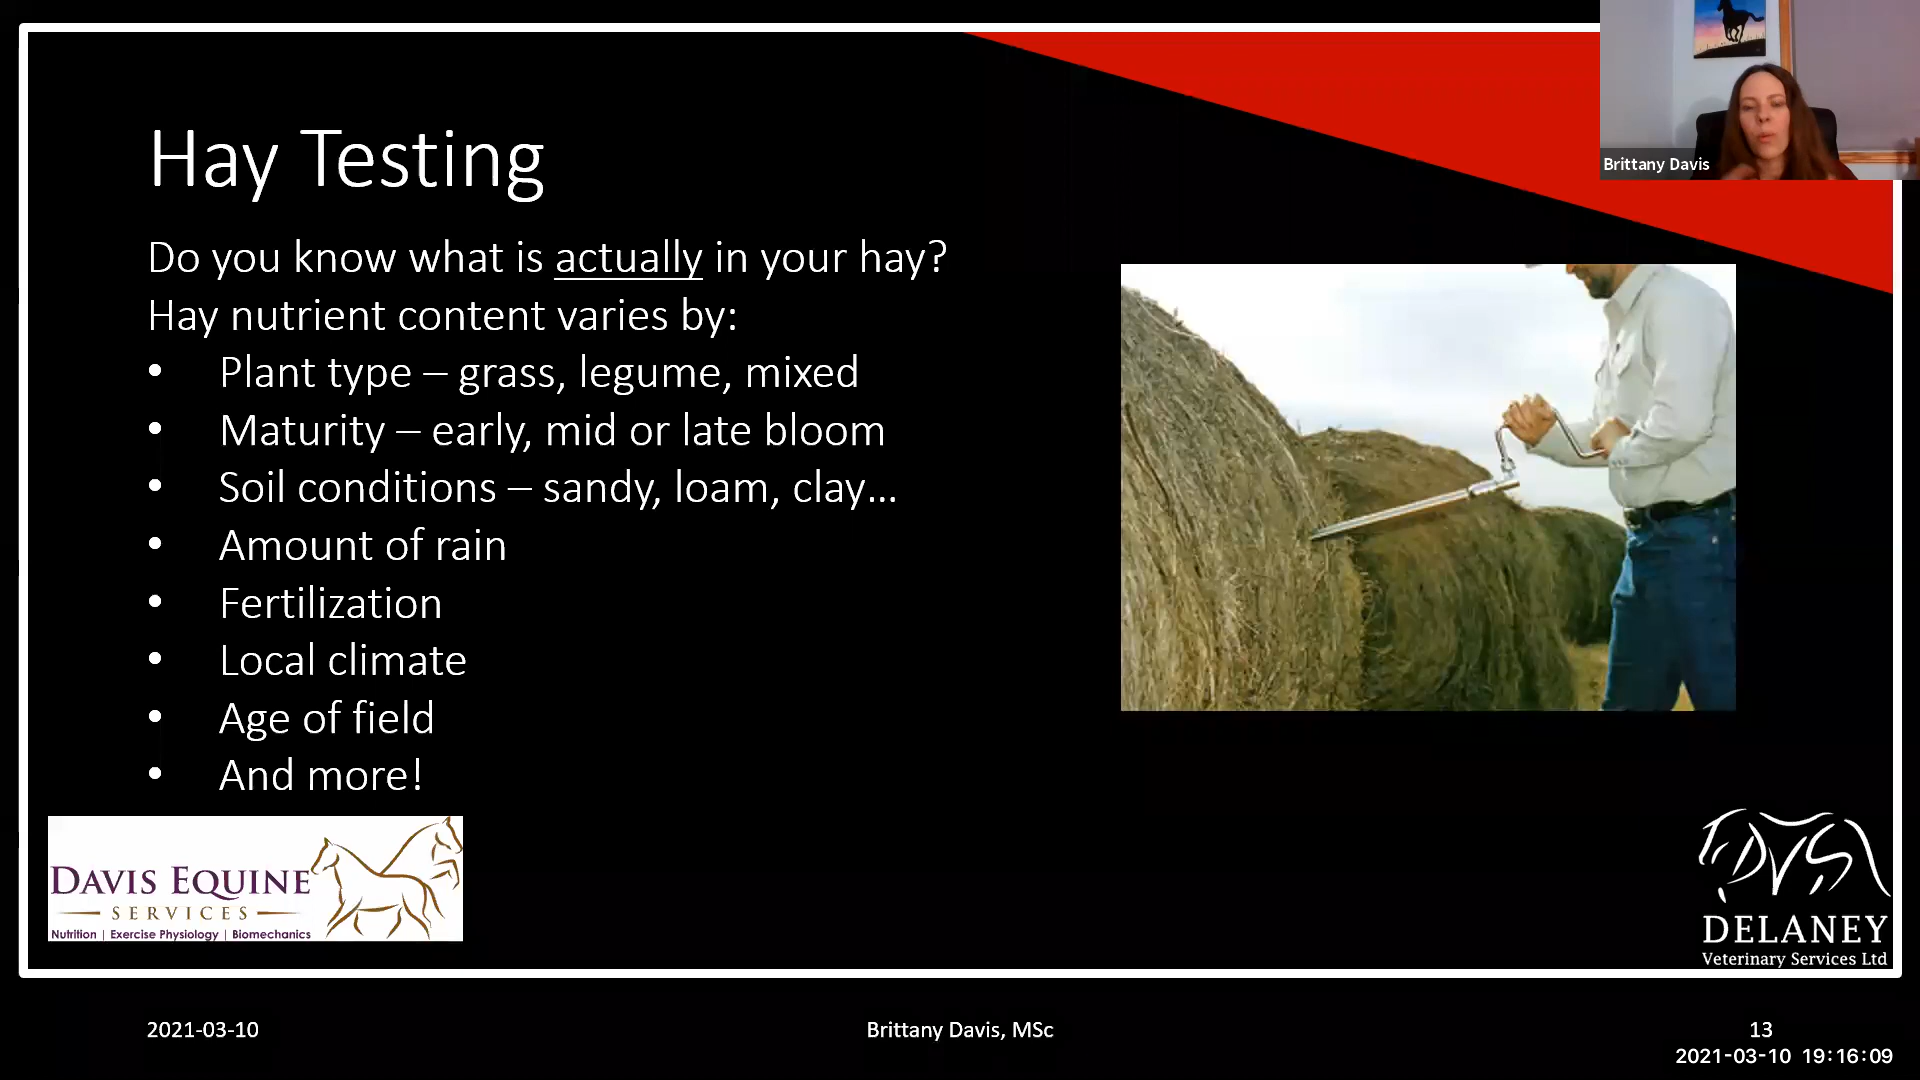 Brittany Davis
Hay Testing
Do you know what is actually in your hay?
Hay nutrient content varies by:
• Plant type – grass, legume, mixed
• Maturity – early, mid or late bloom
• Soil conditions – sandy, loam, clay…
• Amount of rain
• Fertilization
• Local climate
• Age of field
• And more!
DAVIS EQUINE
SERVICES
Nutrition | Exercise Physiology | Biomechanics
DVSL
DELANEY
Veterinary Services Ltd
2021-03-10
Brittany Davis, MSc
13
2021-03-10 19:16:09